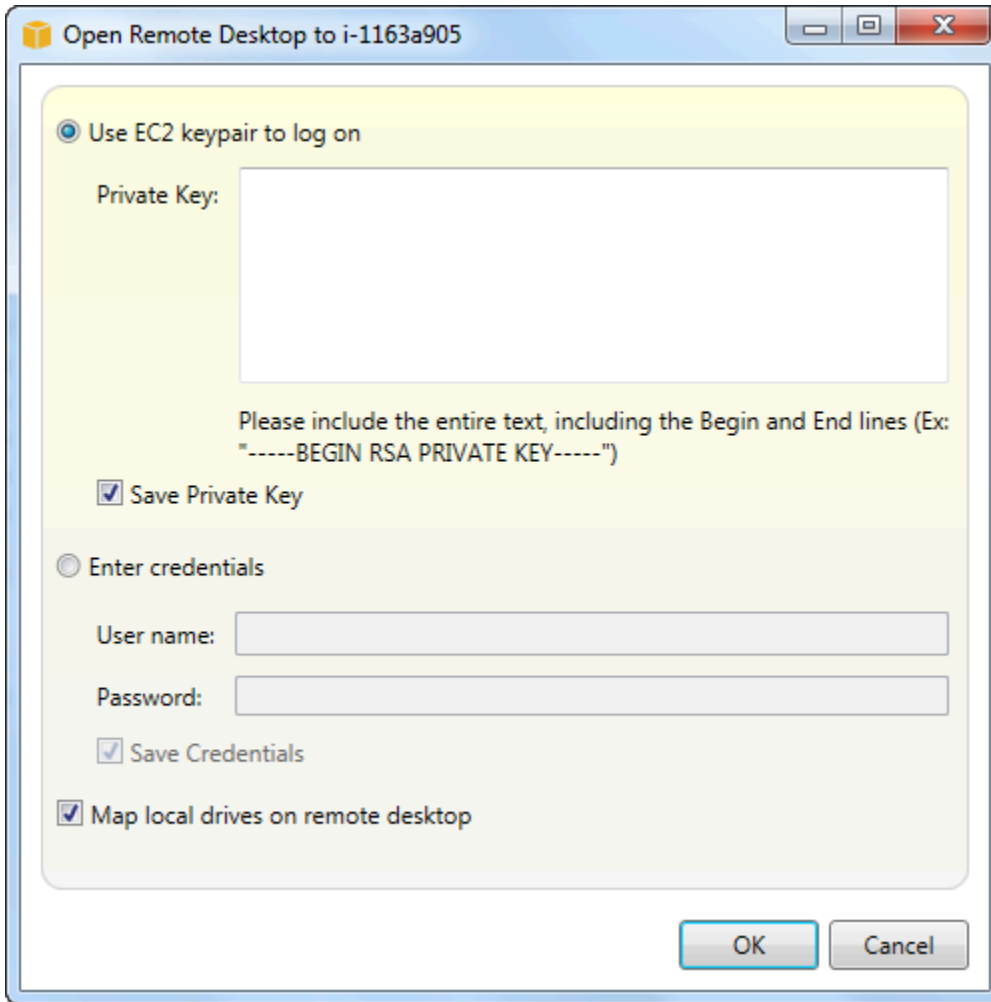 Open Remote Desktop to i-1163a905
Use EC2 keypair to log on
Private Key:
Please include the entire text, including the Begin and End lines (Ex:
"-----BEGIN RSA PRIVATE KEY-----")
Save Private Key
Enter credentials
User name:
Password:
Save Credentials
Map local drives on remote desktop
OK Cancel